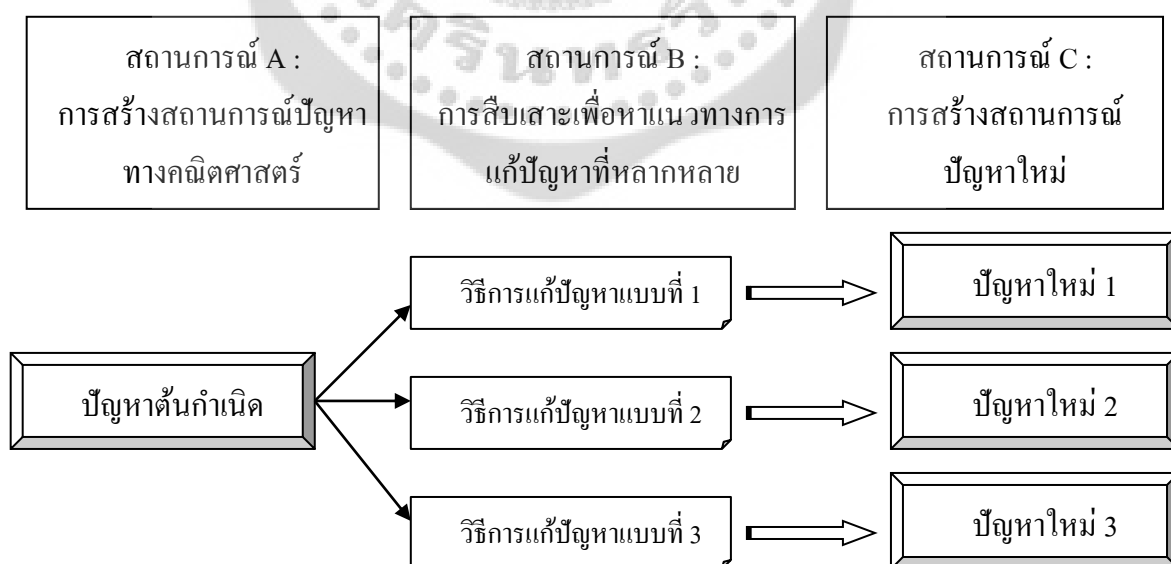 สถานการณ์ A :
การสร้างสถานการณ์ปัญหา
ทางคณิตศาสตร์
สถานการณ์ B :
การสืบเสาะเพื่อหาแนวทางการ
แก้ปัญหาที่หลากหลาย
สถานการณ์ C :
การสร้างสถานการณ์
ปัญหาใหม่
ปัญหาต้นกำเนิด
วิธีการแก้ปัญหาแบบที่ 1
ปัญหาใหม่ 1
วิธีการแก้ปัญหาแบบที่ 2
ปัญหาใหม่ 2
วิธีการแก้ปัญหาแบบที่ 3
ปัญหาใหม่ 3